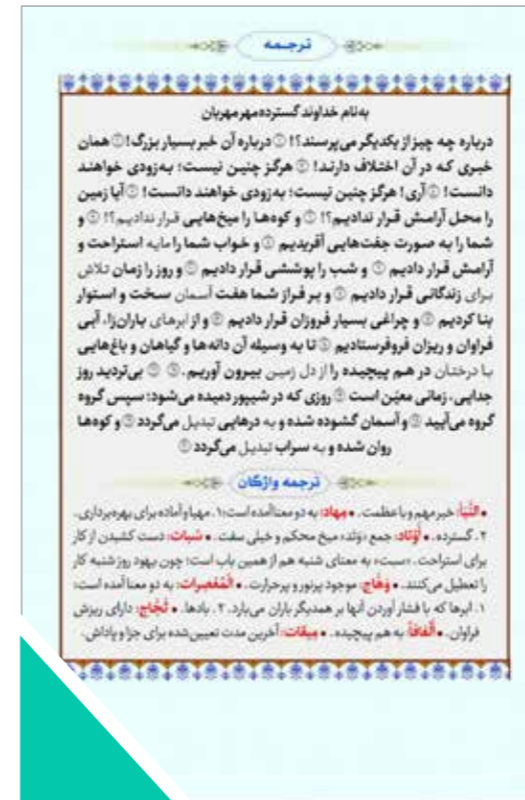 ترجمه
به‌نام خداوند گسترده‌مهر مهربان
درباره چه چیز از یکدیگر می‌پرسند؟! ① درباره آن خبر بسیار بزرگ! ② همان
خبری که در آن اختلاف دارند! ③ هرگز چنین نیست؛ به‌زودی خواهند
دانست! ④ آری! هرگز چنین نیست؛ به‌زودی خواهند دانست! ⑤ آیا زمین
را محل آرامش قرار ندادیم؟! ⑥ و کوه‌ها را میخ‌هایی قرار ندادیم؟! ⑦ و
شما را به صورت جفت‌هایی آفریدیم ⑧ و خواب شما را مایه استراحت و
آرامش قرار دادیم ⑨ و شب را پوششی قرار دادیم ⑩ و روز را زمان تلاش
برای زندگانی قرار دادیم ⑪ و بر فراز شما هفت آسمان سخت و استوار
بنا کردیم ⑫ و چراغی بسیار فروزان قرار دادیم ⑬ و از ابرهای باران‌زا، آبی
فراوان و ریزان فروفرستادیم ⑭ تا به وسیله آن دانه‌ها و گیاهان و باغ‌هایی
با درختان در هم پیچیده را از دل زمین بیرون آوریم. ⑮ ⑯ بی‌تردید روز
جدایی، زمانی معیّن است ⑰ روزی که در شیپور دمیده می‌شود؛ سپس گروه
گروه می‌آیید ⑱ و آسمان گشوده شده و به درهایی تبدیل می‌گردد ⑲ و کوه‌ها
روان شده و به سراب تبدیل می‌گردد ⑳
ترجمه واژگان
• النَّبَأ: خبر مهم و با عظمت. • مِهاد: به دو معنا آمده است: ۱. مهیا و آماده برای بهره‌برداری.
۲. گسترده. • أوْتاد: جمع «وَتَد» میخ محکم و خیلی سفت. • سُبات: دست کشیدن از کار
برای استراحت. «سبت» به معنای شنبه هم از همین باب است؛ چون یهود روز شنبه کار
را تعطیل می‌کنند. • وَهّاج: موجود پرنور و پرحرارت. • الْمُعْصِرات: به دو معنا آمده است:
۱. ابرها که با فشار آوردن آنها بر همدیگر باران می‌بارد. ۲. بادها. • ثَجّاج: دارای ریزش
فراوان. • ألْفافاً: به هم پیچیده. • مِیقات: آخرین مدت تعیین‌شده برای جزا و پاداش.